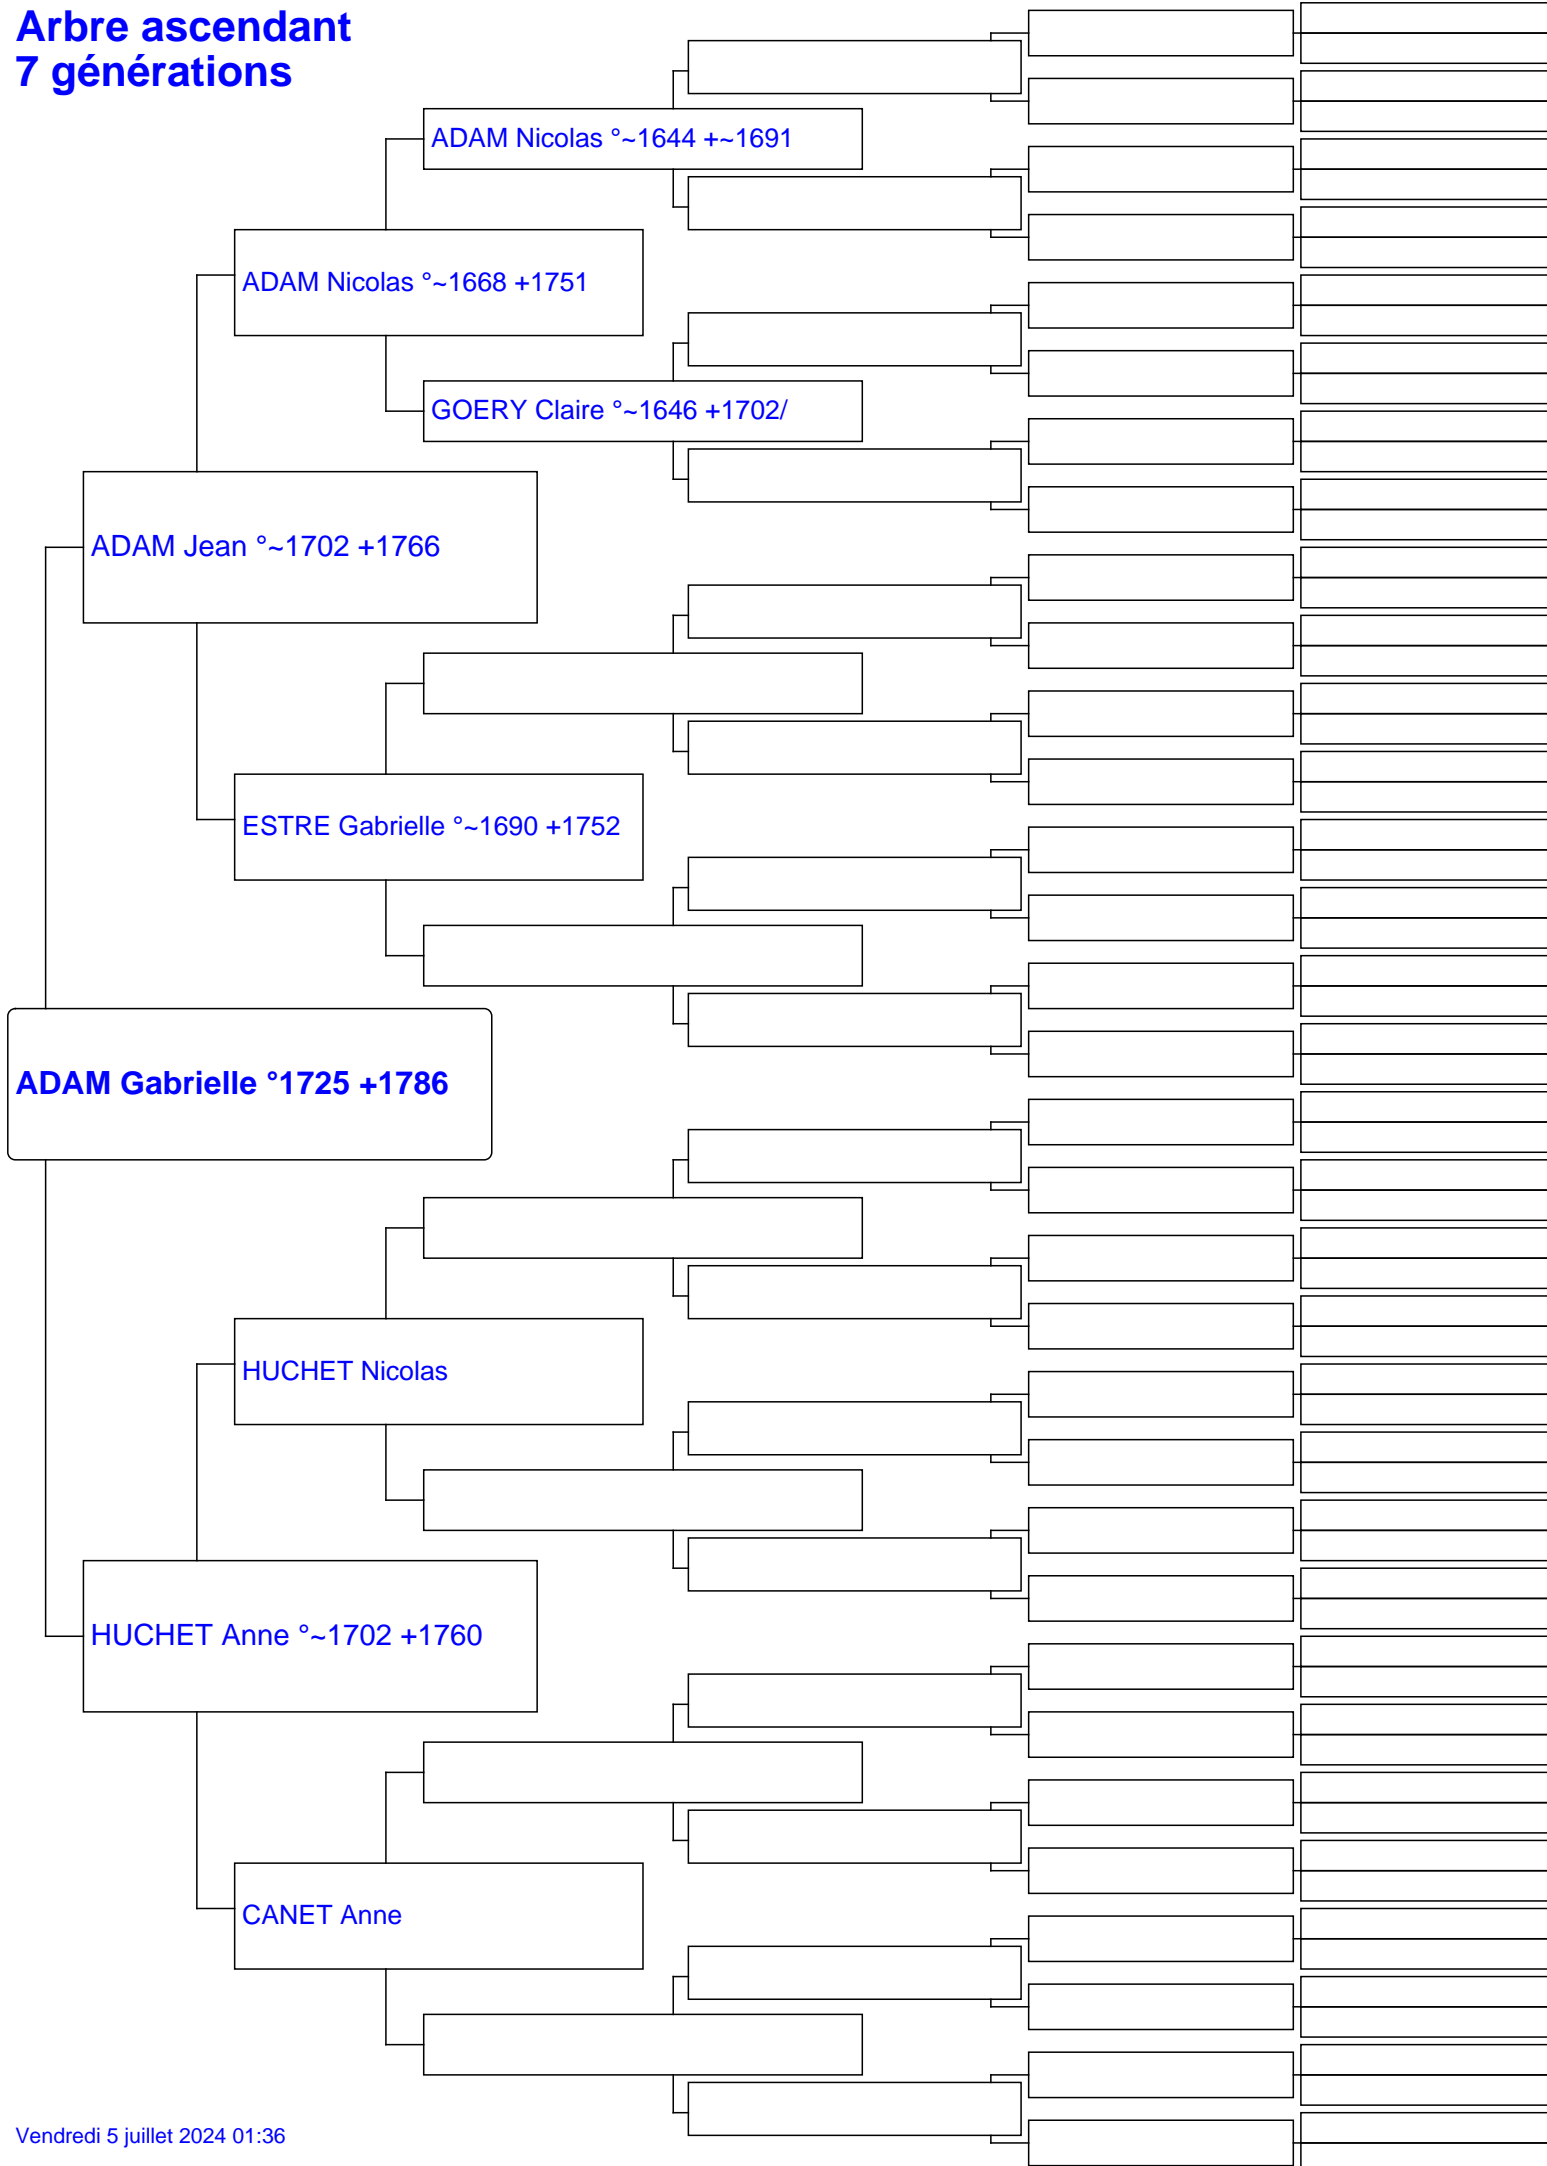 Arbre ascendant
7 générations
ADAM Nicolas °~1644 +~1691
ADAM Nicolas °~1668 +1751
GOERY Claire °~1646 +1702/
ADAM Jean °~1702 +1766
ESTRE Gabrielle °~1690 +1752
ADAM Gabrielle °1725 +1786
HUCHET Nicolas
HUCHET Anne °~1702 +1760
CANET Anne
Vendredi 5 juillet 2024 01:36